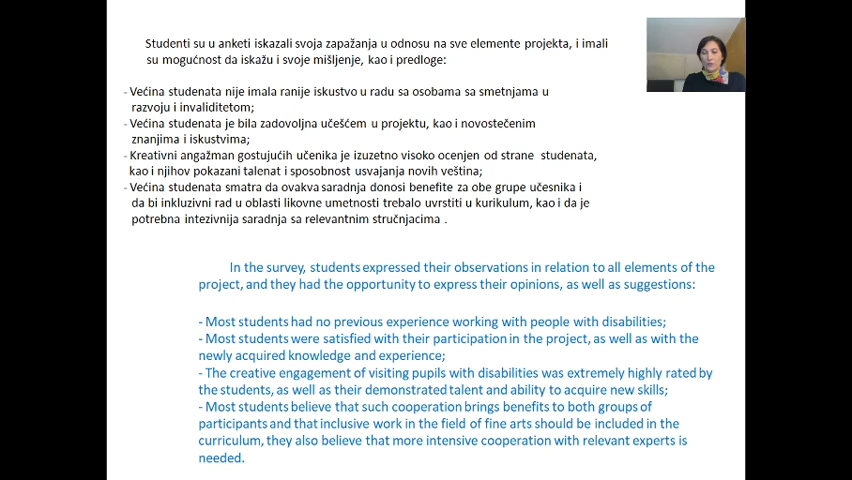 Studenti su u anketi iskazali svoja zapažanja u odnosu na sve elemente projekta, i imali
su mogućnost da iskažu i svoje mišljenje, kao i predloge:
- Većina studenata nije imala ranije iskustvo u radu sa osobama sa smetnjama u
razvoju i invaliditetom;
- Većina studenata je bila zadovoljna učešćem u projektu, kao i novostečenim
znanjima i iskustvima;
- Kreativni angažman gostujućih učenika je izuzetno visoko ocenjen od strane studenata,
kao i njihov pokazani talenat i sposobnost usvajanja novih veština;
- Većina studenata smatra da ovakva saradnja donosi benefite za obe grupe učesnika i
da bi inkluzivni rad u oblasti likovne umetnosti trebalo uvrstiti u kurikulum, kao i da je
potrebna intezivnija saradnja sa relevantnim stručnjacima .
In the survey, students expressed their observations in relation to all elements of the
project, and they had the opportunity to express their opinions, as well as suggestions:
- Most students had no previous experience working with people with disabilities;
- Most students were satisfied with their participation in the project, as well as with the
newly acquired knowledge and experience;
- The creative engagement of visiting pupils with disabilities was extremely highly rated by
the students, as well as their demonstrated talent and ability to acquire new skills;
- Most students believe that such cooperation brings benefits to both groups of
participants and that inclusive work in the field of fine arts should be included in the
curriculum, they also believe that more intensive cooperation with relevant experts is
needed.